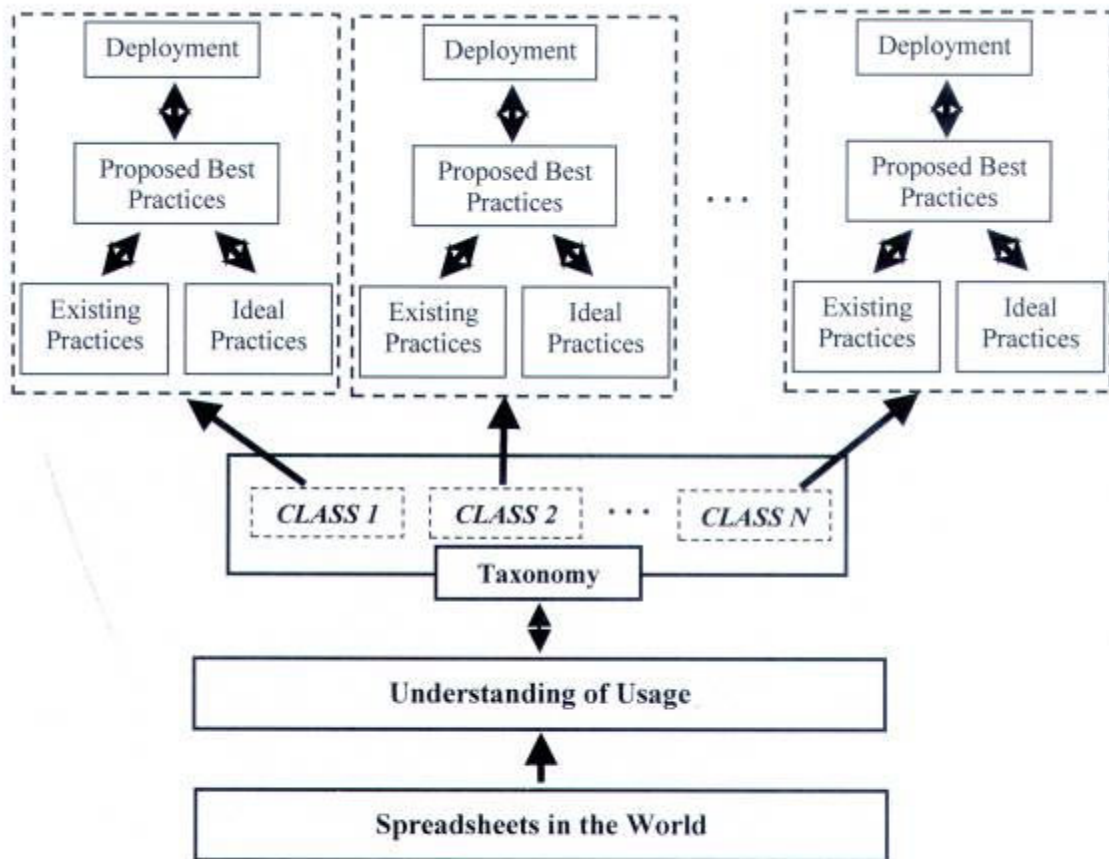 Deployment
Deployment
Deployment
Proposed Best
Practices
Proposed Best
Practices
. . .
Proposed Best
Practices
Existing
Practices
Ideal
Practices
Existing
Practices
Ideal
Practices
Existing
Practices
Ideal
Practices
CLASS 1
CLASS 2
. . .
CLASS N
Taxonomy
Understanding of Usage
Spreadsheets in the World